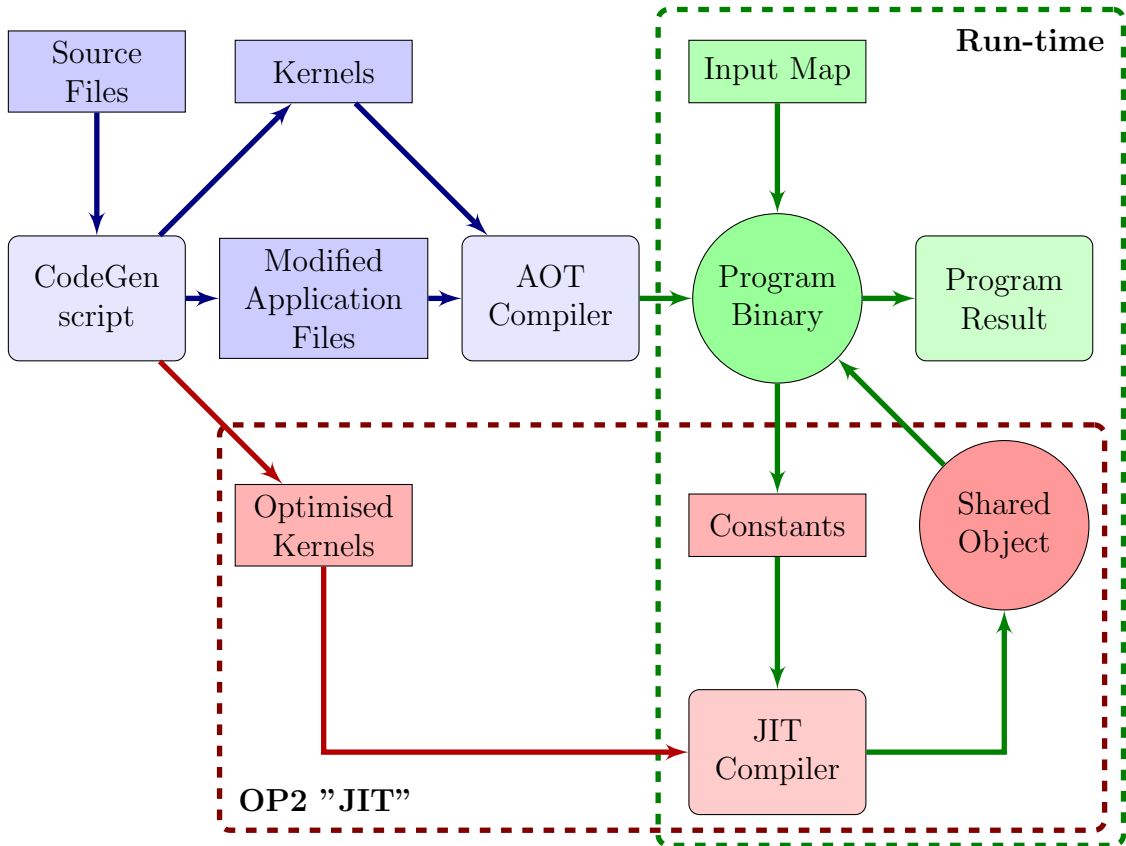 Source
Files
Kernels
Input Map
Run-time
CodeGen
script
Modified
Application
Files
AOT
Compiler
Program
Binary
Program
Result
Optimised
Kernels
Constants
Shared
Object
JIT
Compiler
OP2 ”JIT”